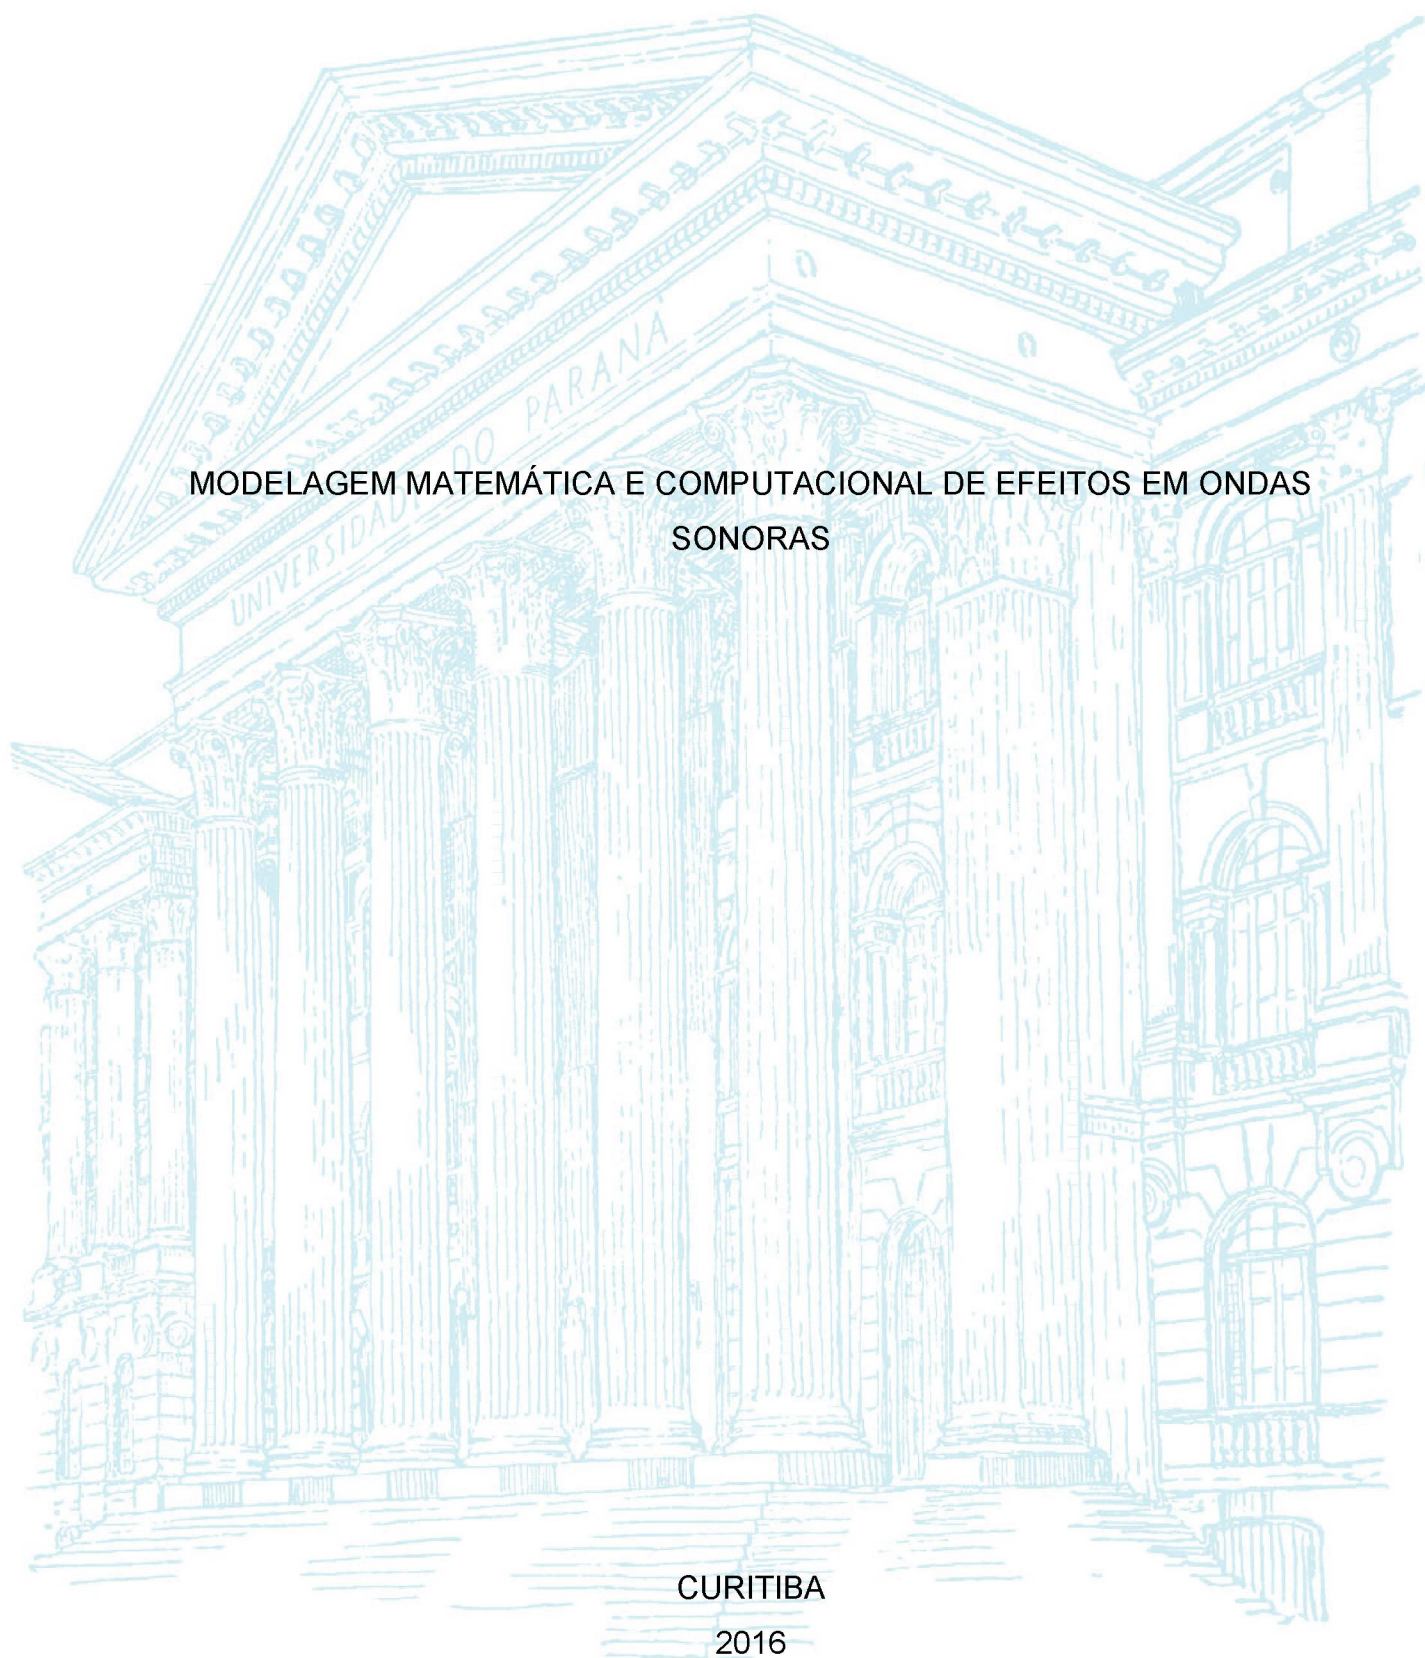 UNIVERSIDADE DO PARANÁ
MODELAGEM MATEMÁTICA E COMPUTACIONAL DE EFEITOS EM ONDAS
SONORAS
CURITIBA
2016